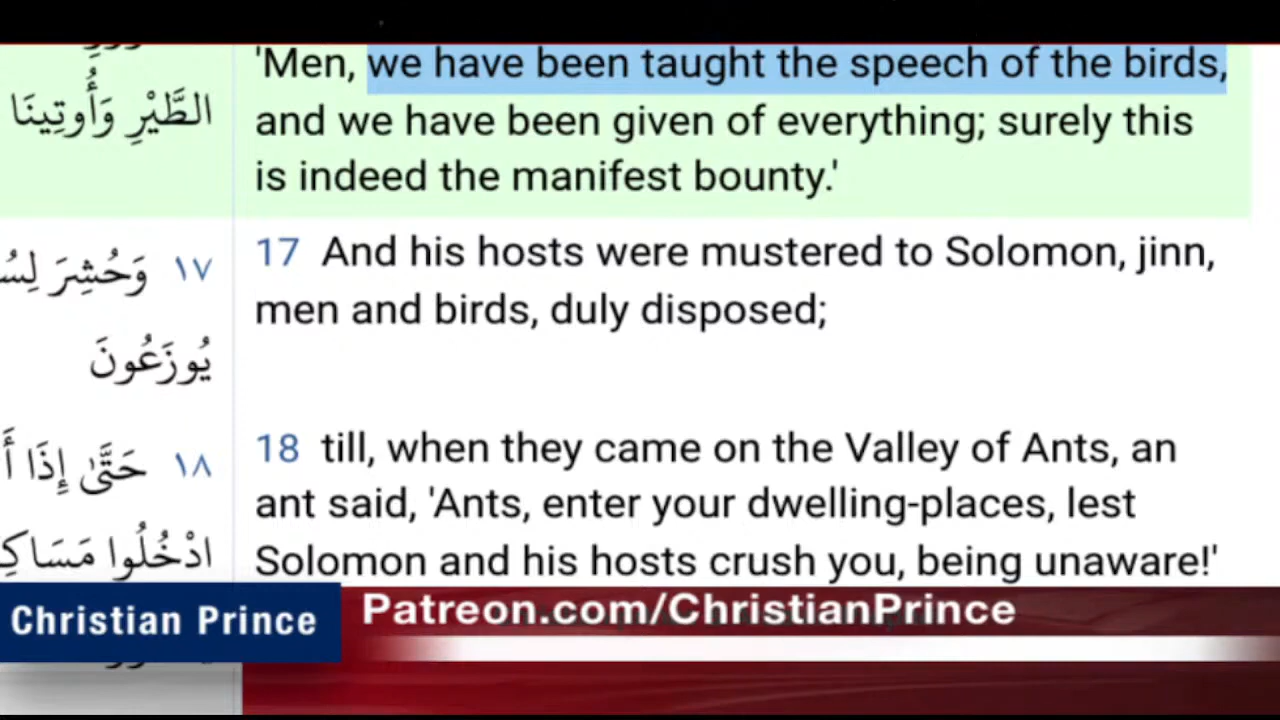 'Men, we have been taught the speech of the birds,
and we have been given of everything; surely this
is indeed the manifest bounty.'
الطَّيْرِ وَأُوتِينَا
17 And his hosts were mustered to Solomon, jinn,
men and birds, duly disposed;
١٧ وَحُشِرَ
يُوزَعُونَ
18 till, when they came on the Valley of Ants, an
ant said, 'Ants, enter your dwelling-places, lest
Solomon and his hosts crush you, being unaware!'
١٨ حَتَّىٰ إِذَا
ادْخُلُوا
Christian Prince
Patreon.com/ChristianPrince